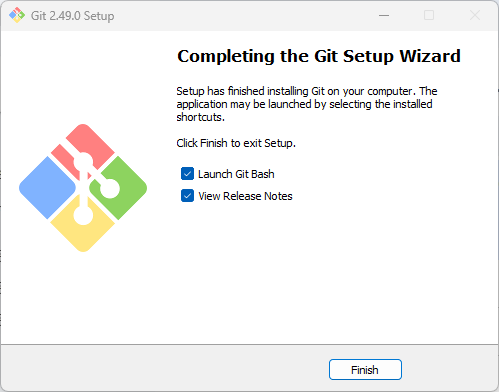 Git 2.49.0 Setup
Completing the Git Setup Wizard
Setup has finished installing Git on your computer. The
application may be launched by selecting the installed
shortcuts.
Click Finish to exit Setup.
Launch Git Bash
View Release Notes
Finish